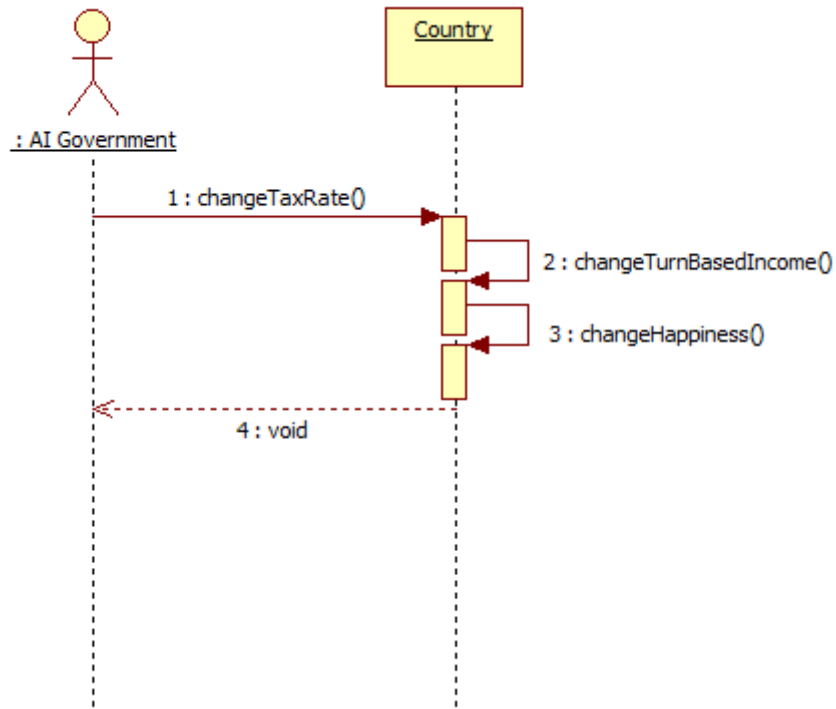 Country
: AI Government
1 : changeTaxRate()
2 : changeTurnBasedIncome()
3 : changeHappiness()
4 : void